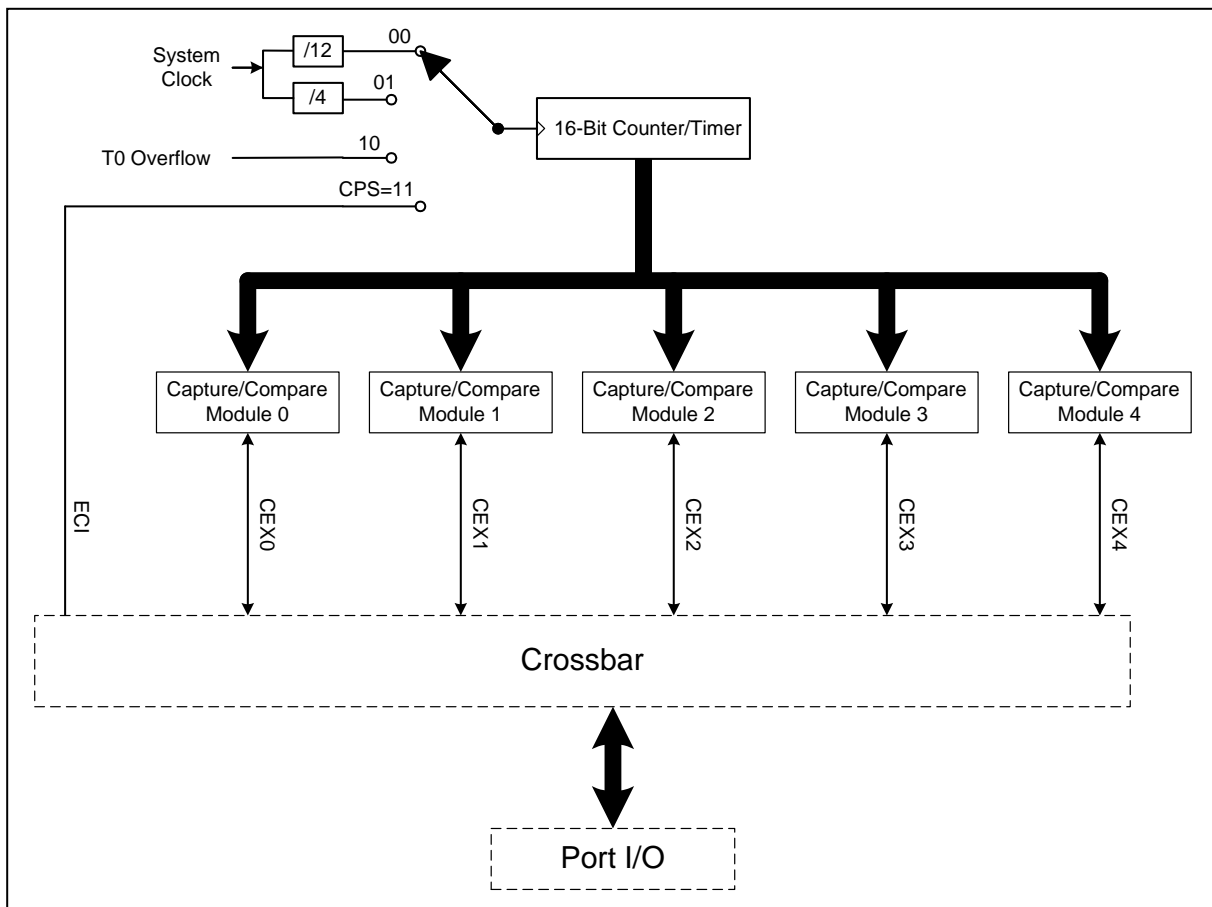 System
Clock
/12
00
/4
01
16-Bit Counter/Timer
T0 Overflow
10
CPS=11
Capture/Compare
Module 0
Capture/Compare
Module 1
Capture/Compare
Module 2
Capture/Compare
Module 3
Capture/Compare
Module 4
ECI
CEX0
CEX1
CEX2
CEX3
CEX4
Crossbar
Port I/O